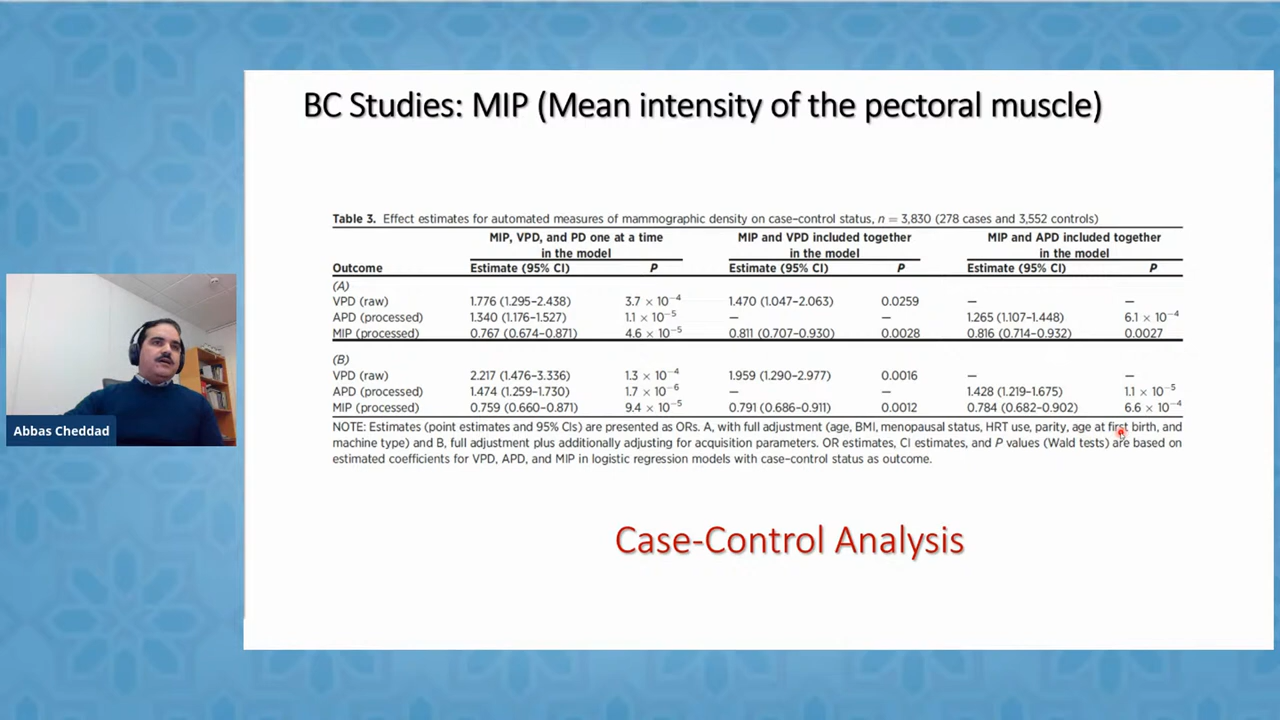 BC Studies: MIP (Mean intensity of the pectoral muscle)
Table 3. Effect estimates for automated measures of mammographic density on case–control status, n = 3,830 (278 cases and 3,552 controls)
MIP, VPD, and PD one at a time in the model
MIP and VPD included together in the model
MIP and APD included together in the model
Outcome Estimate (95% CI) P Estimate (95% CI) P Estimate (95% CI) P
(A)
VPD (raw) 1.776 (1.295–2.438) 3.7 × 10⁻⁴ 1.470 (1.047–2.063) 0.0259 — —
APD (processed) 1.340 (1.176–1.527) 1.1 × 10⁻⁵ — — 1.265 (1.107–1.448) 6.1 × 10⁻⁴
MIP (processed) 0.767 (0.674–0.871) 4.6 × 10⁻⁵ 0.811 (0.707–0.930) 0.0028 0.816 (0.714–0.932) 0.0027
(B)
VPD (raw) 2.217 (1.476–3.336) 1.3 × 10⁻⁴ 1.959 (1.290–2.977) 0.0016 — —
APD (processed) 1.474 (1.259–1.730) 1.7 × 10⁻⁶ — — 1.428 (1.219–1.675) 1.1 × 10⁻⁵
MIP (processed) 0.759 (0.660–0.871) 9.4 × 10⁻⁵ 0.791 (0.686–0.911) 0.0012 0.784 (0.682–0.902) 6.6 × 10⁻⁴
NOTE: Estimates (point estimates and 95% CIs) are presented as ORs. A, with full adjustment (age, BMI, menopausal status, HRT use, parity, age at first birth, and
machine type) and B, full adjustment plus additionally adjusting for acquisition parameters. OR estimates, CI estimates, and P values (Wald tests) are based on
estimated coefficients for VPD, APD, and MIP in logistic regression models with case–control status as outcome.
Case-Control Analysis
Abbas Cheddad